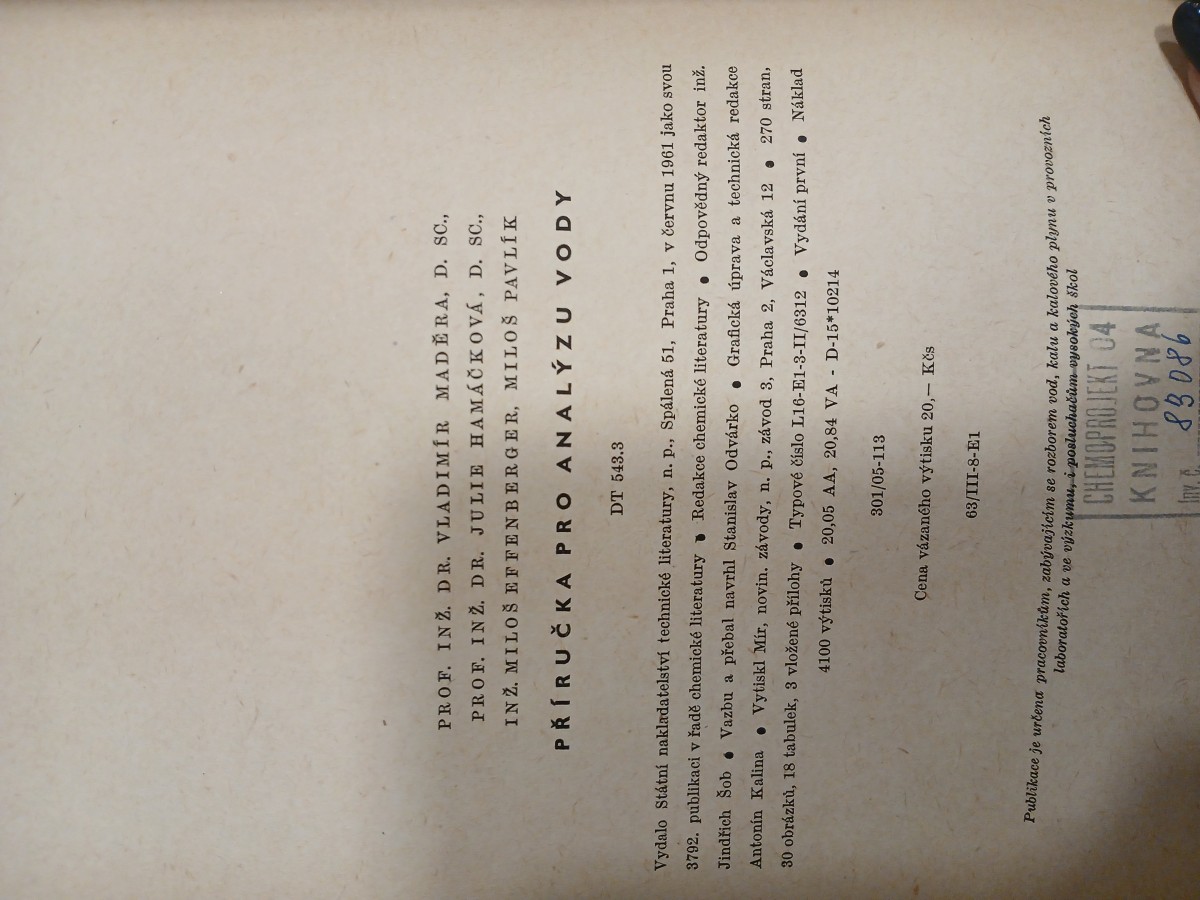 PROF. INŽ. DR. VLADIMÍR MADĚRA, D. SC.,
PROF. INŽ. DR. JULIE HAMÁČKOVÁ, D. SC.,
INŽ. MILOŠ EFFENBERGER, MILOŠ PAVLÍK
PŘÍRUČKA PRO ANALÝZU VODY
DT 543.3
Vydalo Státní nakladatelství technické literatury, n. p., Spálená 51, Praha 1, v červnu 1961 jako svou
3792. publikaci v řadě chemické literatury ● Redakce chemické literatury ● Odpovědný redaktor inž.
Jindřich Šob ● Vazbu a přebal navrhl Stanislav Odvárko ● Grafická úprava a technická redakce
Antonín Kalina ● Vytiskl Mír, novin. závody, n. p., závod 3, Praha 2, Václavská 12 ● 270 stran,
30 obrázků, 18 tabulek, 3 vložené přílohy ● Typové číslo L16-E1-3-II/6312 ● Vydání první ● Náklad
4100 výtisků ● 20,05 AA, 20,84 VA - D-15*10214
301/05-113
Cena vázaného výtisku 20,— Kčs
63/III-8-E1
Publikace je určena pracovníkům, zabývajícím se rozborem vod, kalu a kalového plynu v provozních
laboratořích a ve výzkumu, i posluchačům vysokých škol
CHEMOPROJEKT 04
KNIHOVNA
Inv. č. 89086